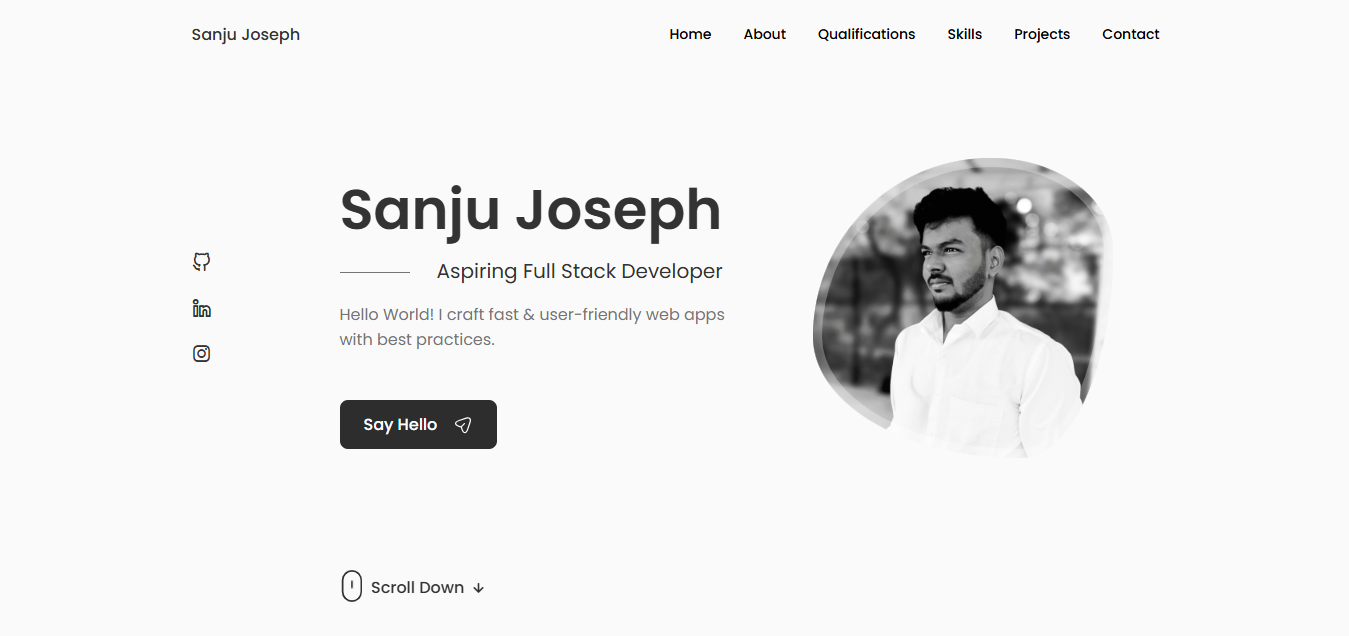 Sanju Joseph
Home About Qualifications Skills Projects Contact
Sanju Joseph
Aspiring Full Stack Developer
Hello World! I craft fast & user-friendly web apps
with best practices.
Say Hello
Scroll Down